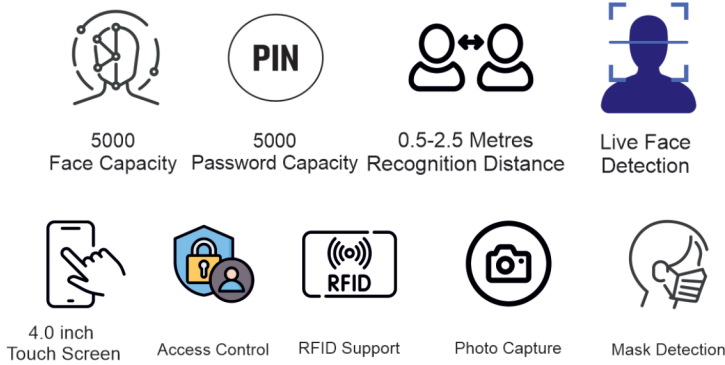 PIN
5000
Face Capacity
5000
Password Capacity
0.5-2.5 Metres
Recognition Distance
Live Face
Detection
RFID
4.0 inch
Touch Screen
Access Control
RFID Support
Photo Capture
Mask Detection